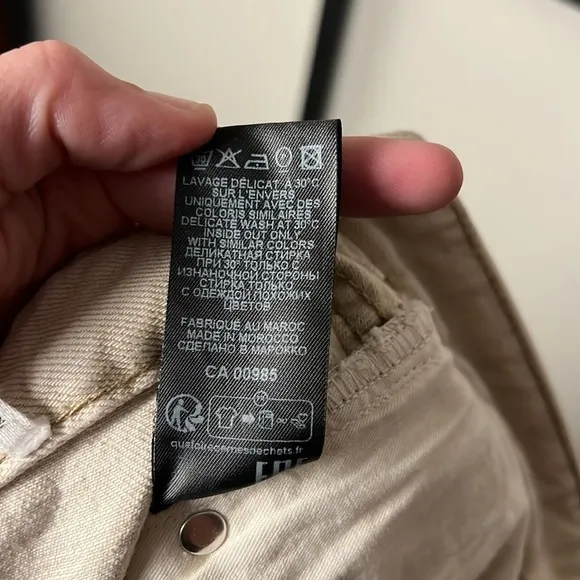 30
LAVAGE DÉLICAT À 30°C
SUR L'ENVERS
UNIQUEMENT AVEC DES
COLORIS SIMILAIRES
DELICATE WASH AT 30°C
INSIDE OUT ONLY
WITH SIMILAR COLORS
ДЕЛИКАТНАЯ СТИРКА
ПРИ 30° ТОЛЬКО
ИЗНАНОЧНОЙ СТОРОНЫ
СТИРКА ТОЛЬКО
С ОДЕЖДОЙ ПОХОЖИХ
ЦВЕТОВ
FABRIQUÉ AU MAROC
MADE IN MOROCCO
СДЕЛАНО В МАРОККО
CA 00985
quefairedemesdechets.fr